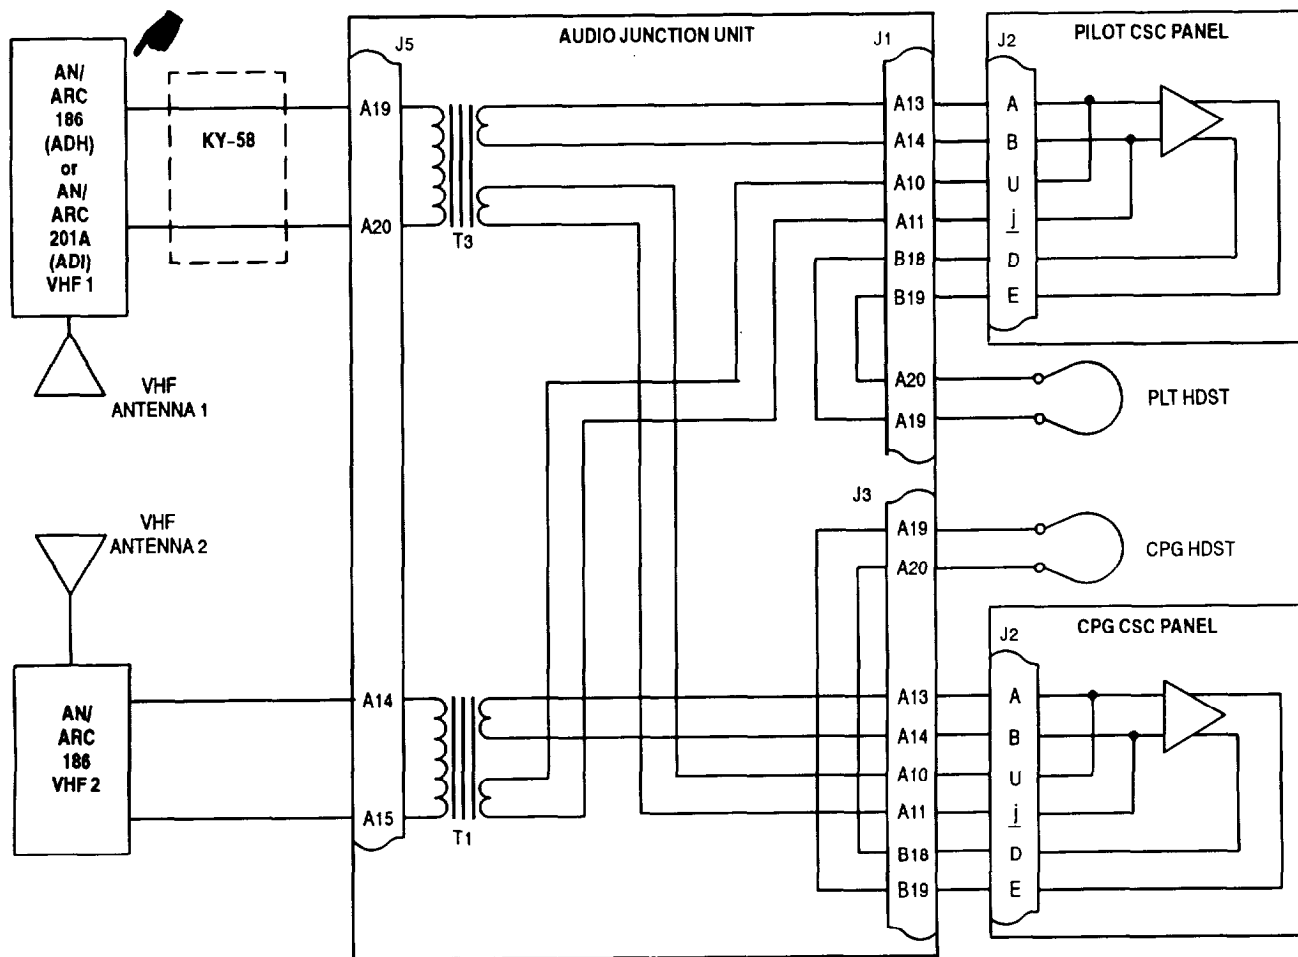 AUDIO JUNCTION UNIT
PILOT CSC PANEL
J5
J1
J2
AN/
ARC
186
(ADH)
or
AN/
ARC
201A
(ADI)
VHF 1
KY-58
A19
A20
T3
A13
A14
A10
A11
B18
B19
A20
A19
A
B
U
j
D
E
VHF
ANTENNA 1
PLT HDST
J3
A19
A20
CPG HDST
VHF
ANTENNA 2
AN/
ARC
186
VHF 2
A14
A15
T1
A13
A14
A10
A11
B18
B19
CPG CSC PANEL
J2
A
B
U
j
D
E